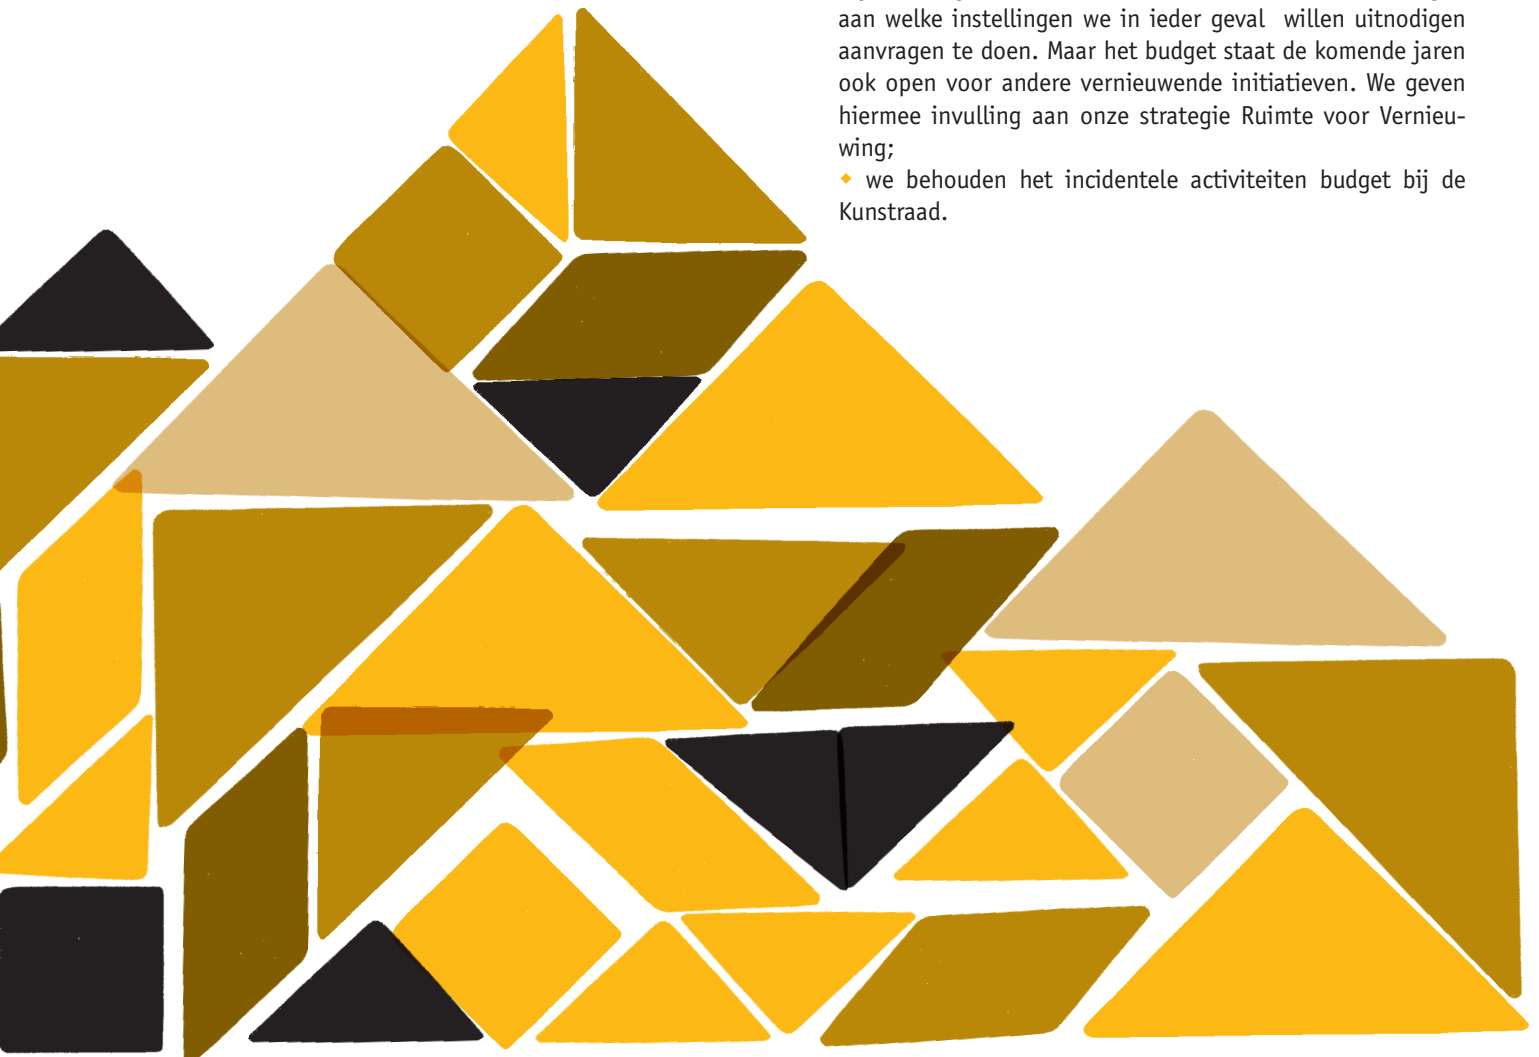 aan welke instellingen we in ieder geval willen uitnodigen
aanvragen te doen. Maar het budget staat de komende jaren
ook open voor andere vernieuwende initiatieven. We geven
hiermee invulling aan onze strategie Ruimte voor Vernieu-
wing;
◆ we behouden het incidentele activiteiten budget bij de
Kunstraad.